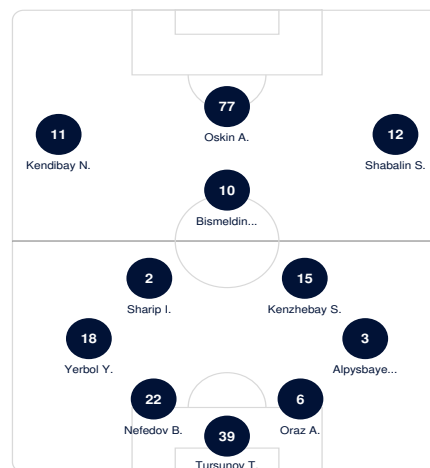 77
Oskin A.
11
Kendibay N.
12
Shabalin S.
10
Bismeldin...
2
Sharip I.
15
Kenzhebay S.
18
Yerbol Y.
3
Alpysbaye...
22
Nefedov B.
6
Oraz A.
39
Tursunov T.